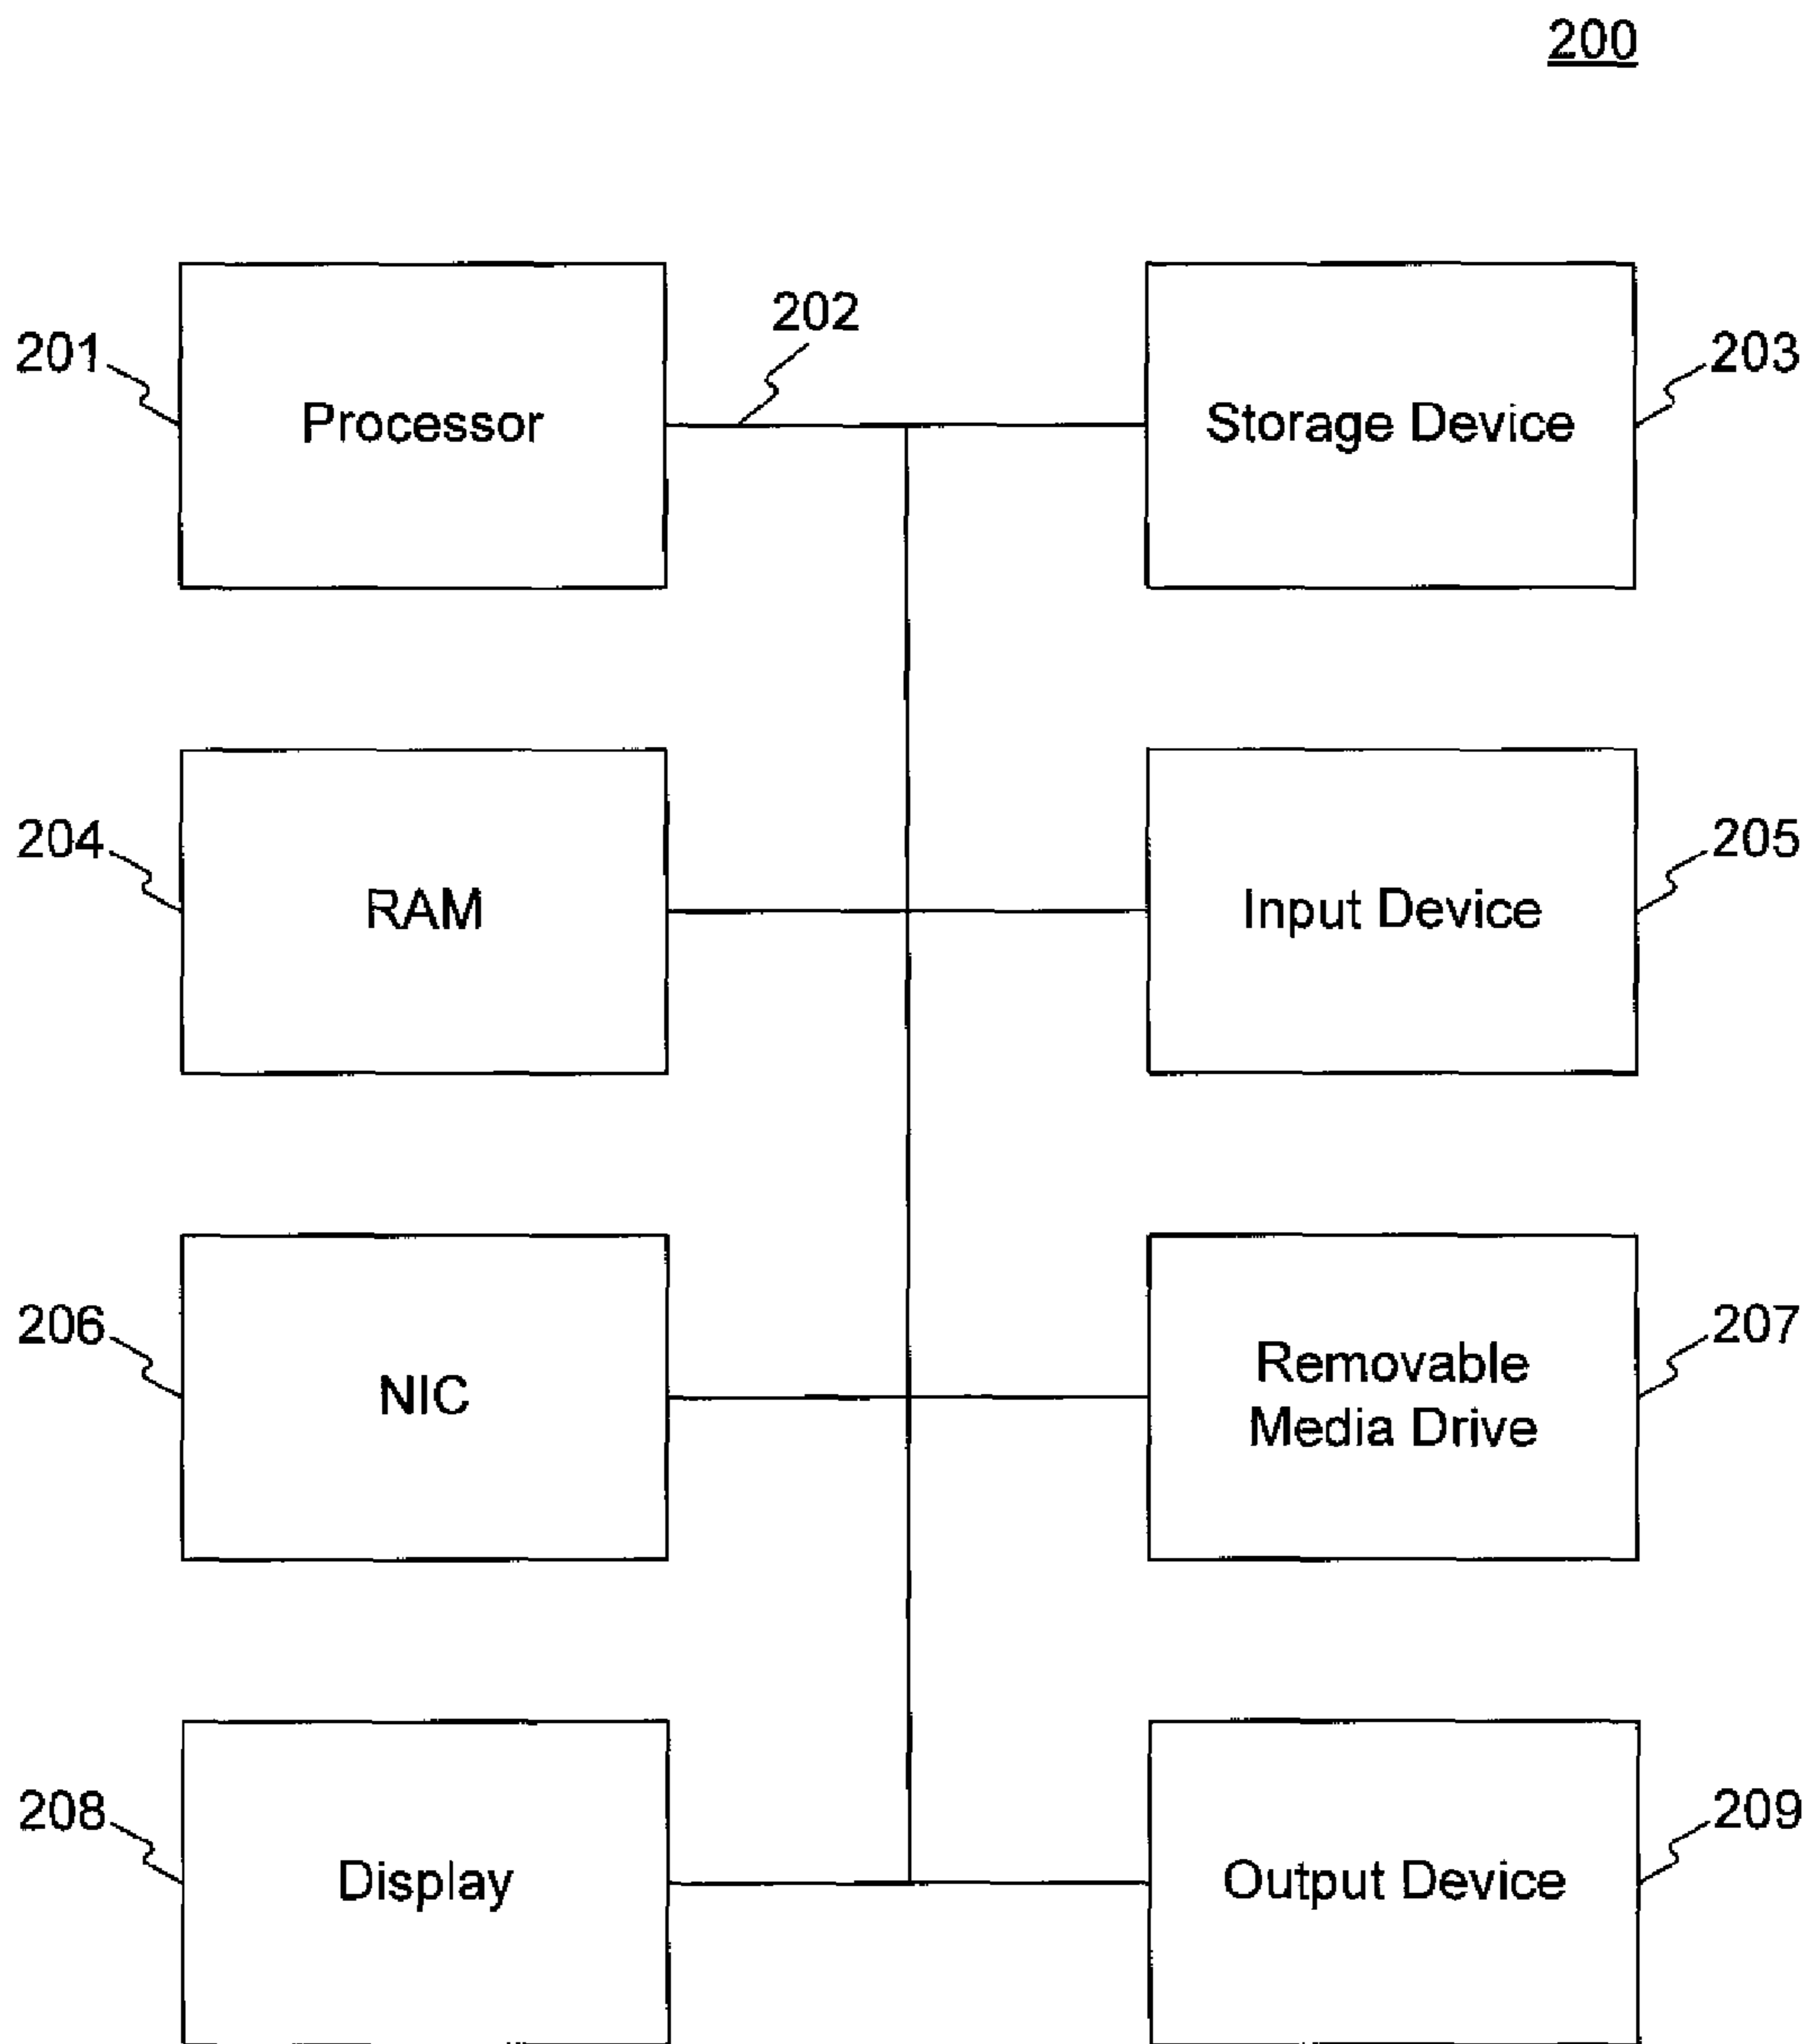 200
202
201
Processor
Storage Device
203
204
RAM
Input Device
205
206
NIC
Removable
Media Drive
207
208
Display
Output Device
209